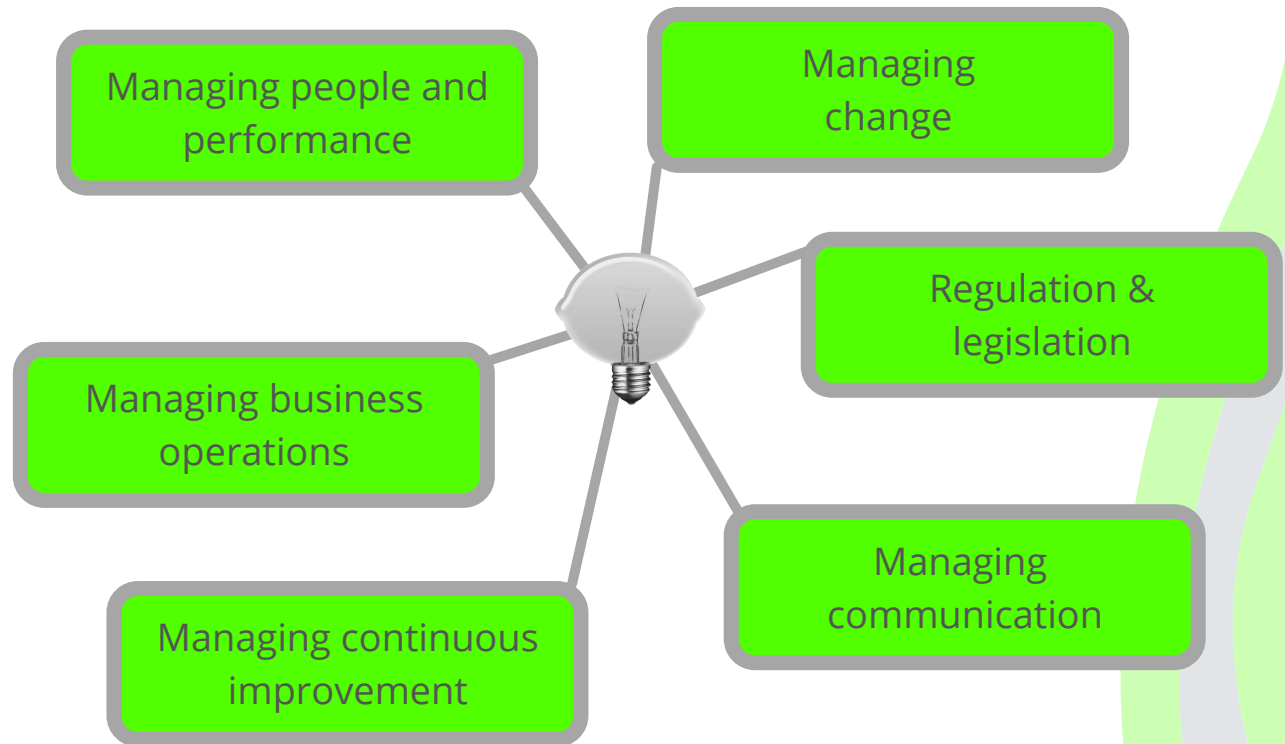 Managing people and
performance
Managing
change
Regulation &
legislation
Managing business
operations
Managing
communication
Managing continuous
improvement